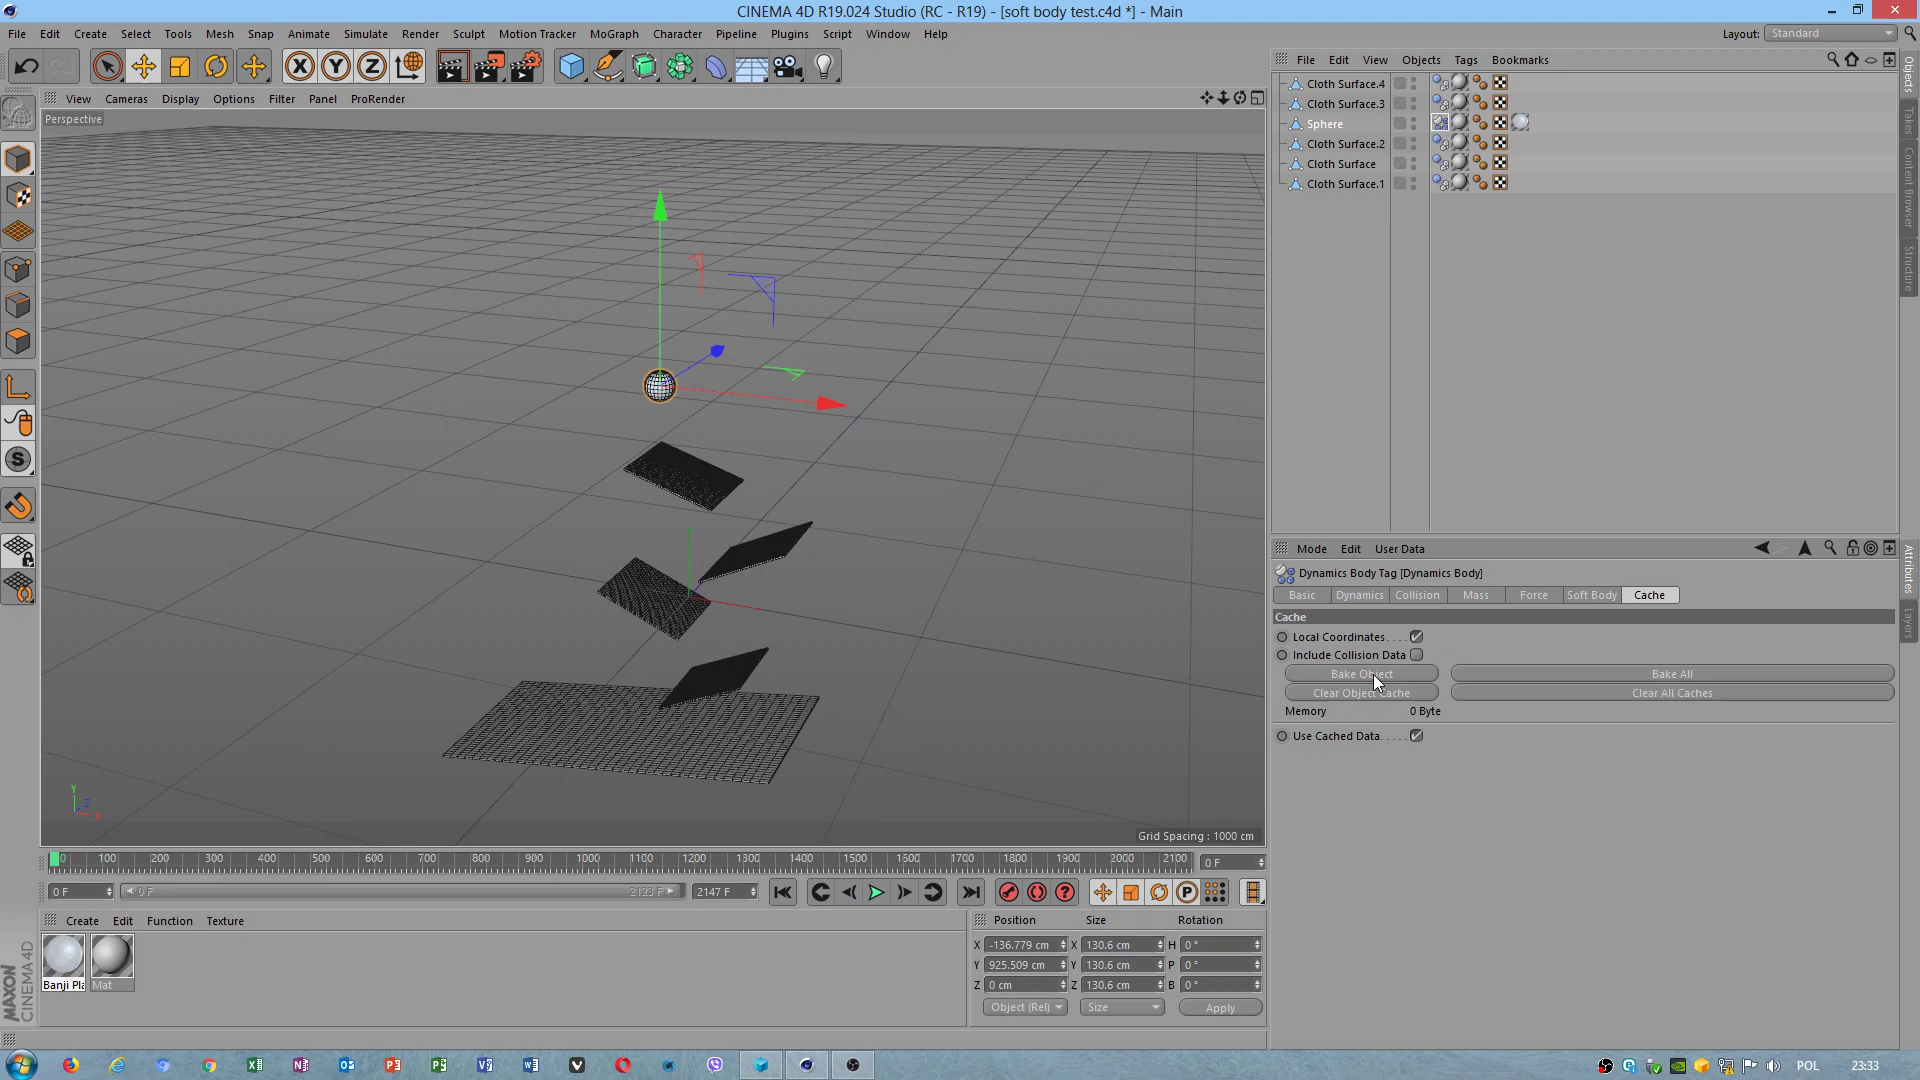 CINEMA 4D R19.024 Studio (RC - R19) - [soft body test.c4d *] - Main
File Edit Create Select Tools Mesh Snap Animate Simulate Render Sculpt Motion Tracker MoGraph Character Pipeline Plugins Script Window Help
Layout: Standard
View Cameras Display Options Filter Panel ProRender
Perspective
Grid Spacing : 1000 cm
Y
Z
X
File Edit View Objects Tags Bookmarks
Cloth Surface.4
Cloth Surface.3
Sphere
Cloth Surface.2
Cloth Surface
Cloth Surface.1
Objects
Takes
Content Browser
Structure
Mode Edit User Data
Dynamics Body Tag [Dynamics Body]
Basic Dynamics Collision Mass Force Soft Body Cache
Cache
Local Coordinates. . . .
Include Collision Data
Bake Object Bake All
Clear Object Cache Clear All Caches
Memory 0 Byte
Use Cached Data. . . . .
Attributes
Layers
0 100 200 300 400 500 600 700 800 900 1000 1100 1200 1300 1400 1500 1600 1700 1800 1900 2000 2100 0 F
0 F 0 F 2123 F 2147 F
Create Edit Function Texture
Banji Pla Mat
Position Size Rotation
X -136.779 cm X 130.6 cm H 0 °
Y 925.509 cm Y 130.6 cm P 0 °
Z 0 cm Z 130.6 cm B 0 °
Object (Rel) Size Apply
MAXON
CINEMA 4D
POL 23:33